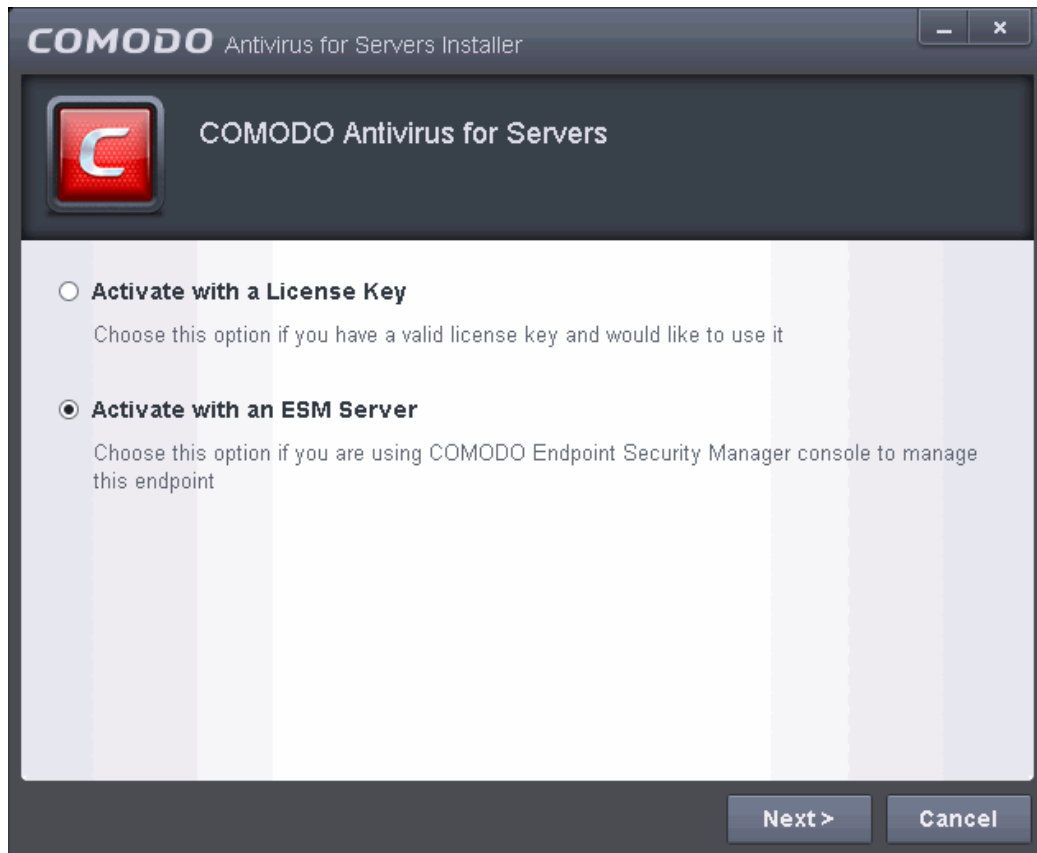 COMODO Antivirus for Servers Installer
COMODO Antivirus for Servers
Activate with a License Key
Choose this option if you have a valid license key and would like to use it
Activate with an ESM Server
Choose this option if you are using COMODO Endpoint Security Manager console to manage
this endpoint
Next >
Cancel